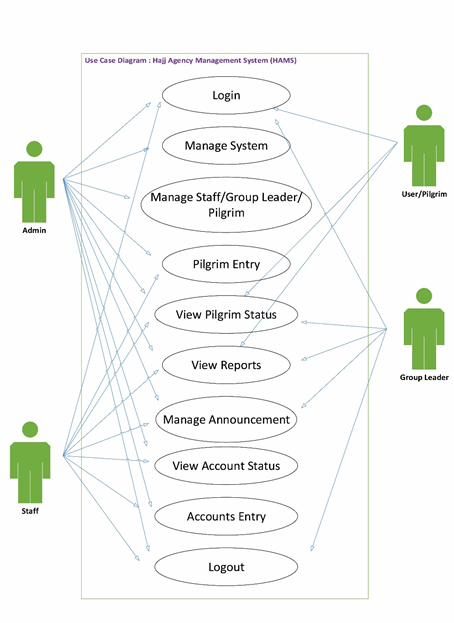 Use Case Diagram : Hajj Agency Management System (HAMS)
Login
Manage System
Manage Staff/Group Leader/
Pilgrim
Pilgrim Entry
View Pilgrim Status
View Reports
Manage Announcement
View Account Status
Accounts Entry
Logout
Admin
Staff
User/Pilgrim
Group Leader